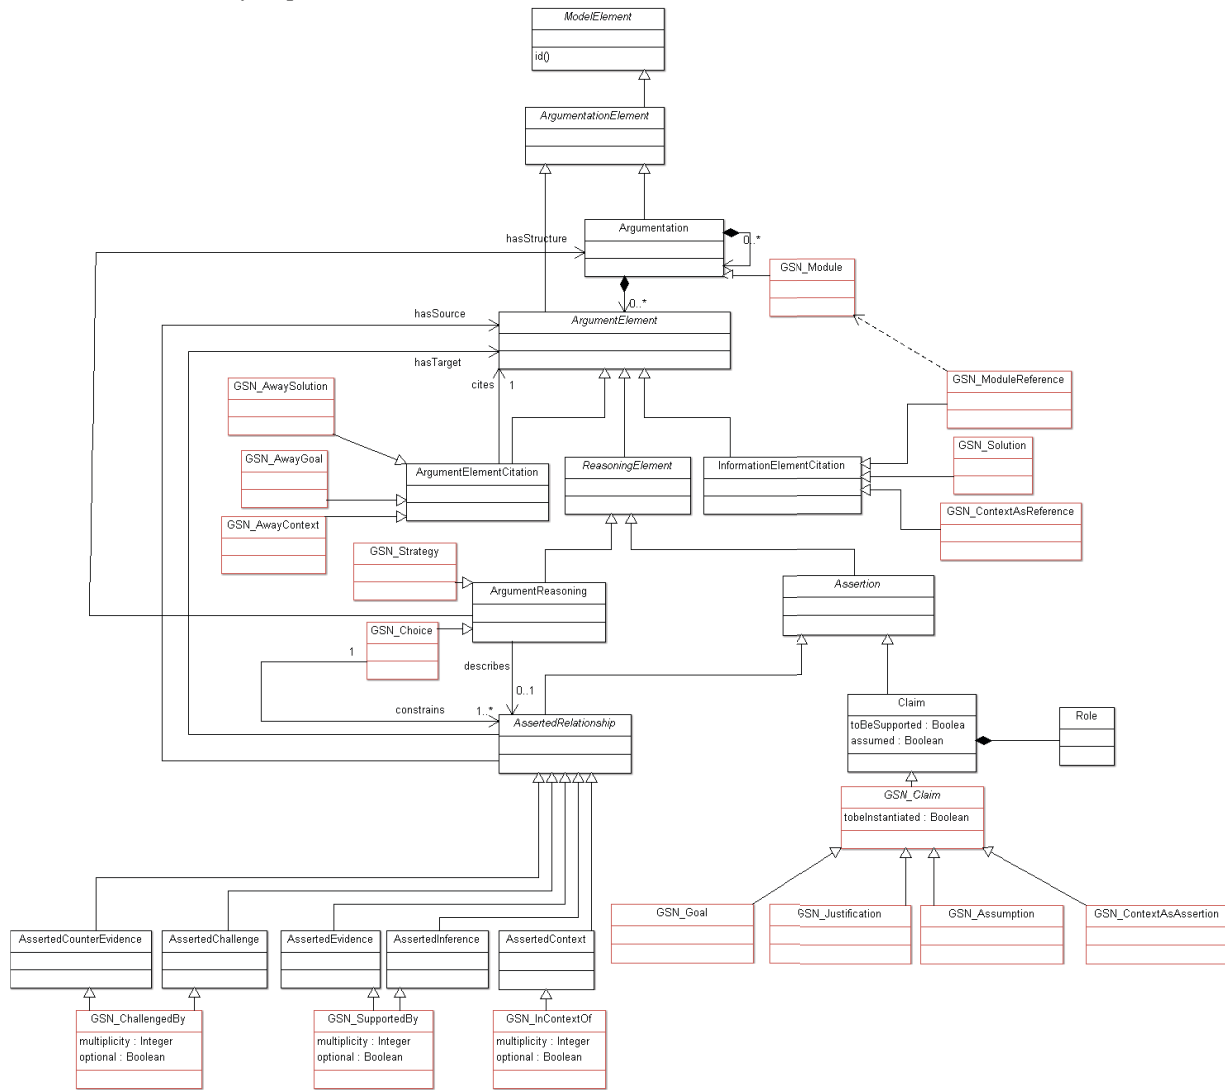 ModelElement
id()
ArgumentationElement
Argumentation
hasStructure
0..*
GSN_Module
0..*
hasSource
ArgumentElement
hasTarget
GSN_AwaySolution
cites
1
GSN_ModuleReference
GSN_Solution
GSN_AwayGoal
ArgumentElementCitation
ReasoningElement
InformationElementCitation
GSN_ContextAsReference
GSN_AwayContext
GSN_Strategy
ArgumentReasoning
Assertion
GSN_Choice
1
describes
0..1
constrains
1..*
AssertedRelationship
Claim
toBeSupported : Boolea
assumed : Boolean
Role
GSN_Claim
tobeInstantiated : Boolean
GSN_Goal
GSN_Justification
GSN_Assumption
GSN_ContextAsAssertion
AssertedCounterEvidence
AssertedChallenge
AssertedEvidence
AssertedInference
AssertedContext
GSN_ChallengedBy
multiplicity : Integer
optional : Boolean
GSN_SupportedBy
multiplicity : Integer
optional : Boolean
GSN_InContextOf
multiplicity : Integer
optional : Boolean